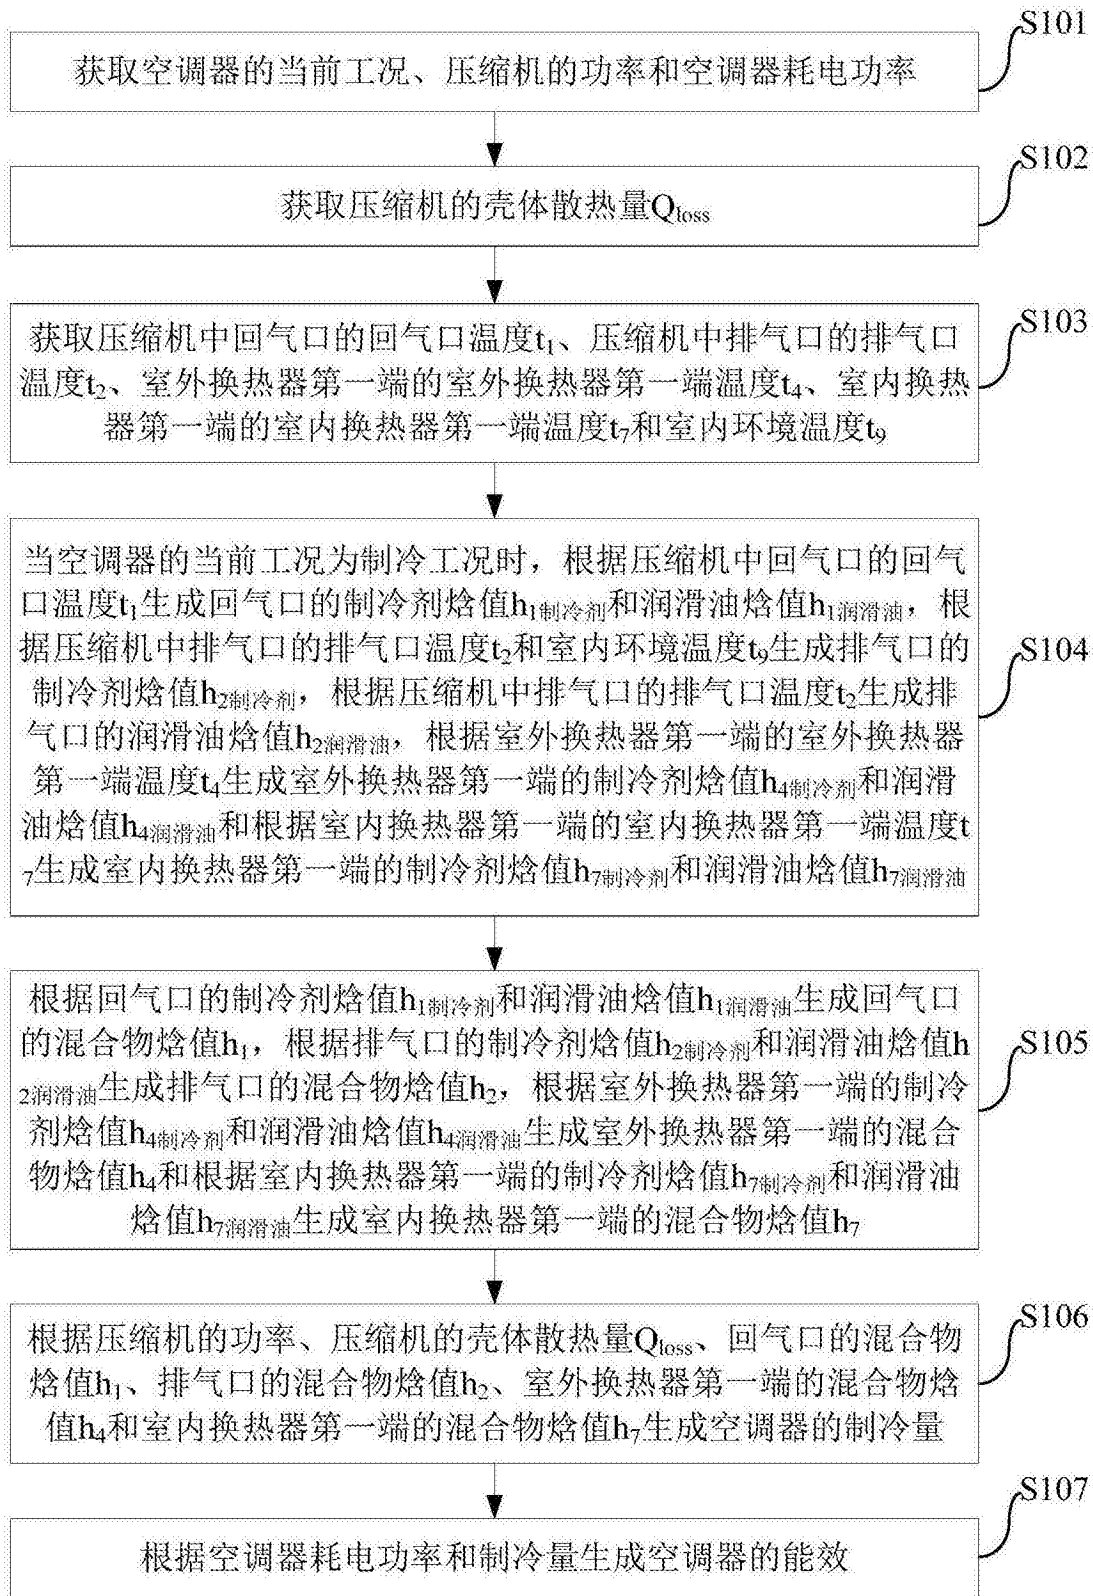 S101
获取空调器的当前工况、压缩机的功率和空调器耗电功率
S102
获取压缩机的壳体散热量Qloss
S103
获取压缩机中回气口的回气口温度t1、压缩机中排气口的排气口
温度t2、室外换热器第一端的室外换热器第一端温度t4、室内换热
器第一端的室内换热器第一端温度t7和室内环境温度t9
S104
当空调器的当前工况为制冷工况时，根据压缩机中回气口的回气
口温度t1生成回气口的制冷剂焓值h1制冷剂和润滑油焓值h1润滑油，根
据压缩机中排气口的排气口温度t2和室内环境温度t9生成排气口的
制冷剂焓值h2制冷剂，根据压缩机中排气口的排气口温度t2生成排
气口的润滑油焓值h2润滑油，根据室外换热器第一端的室外换热器
第一端温度t4生成室外换热器第一端的制冷剂焓值h4制冷剂和润滑
油焓值h4润滑油和根据室内换热器第一端的室内换热器第一端温度t
7生成室内换热器第一端的制冷剂焓值h7制冷剂和润滑油焓值h7润滑油
S105
根据回气口的制冷剂焓值h1制冷剂和润滑油焓值h1润滑油生成回气口
的混合物焓值h1，根据排气口的制冷剂焓值h2制冷剂和润滑油焓值h
2润滑油生成排气口的混合物焓值h2，根据室外换热器第一端的制冷
剂焓值h4制冷剂和润滑油焓值h4润滑油生成室外换热器第一端的混合
物焓值h4和根据室内换热器第一端的制冷剂焓值h7制冷剂和润滑油
焓值h7润滑油生成室内换热器第一端的混合物焓值h7
S106
根据压缩机的功率、压缩机的壳体散热量Qloss、回气口的混合物
焓值h1、排气口的混合物焓值h2、室外换热器第一端的混合物焓
值h4和室内换热器第一端的混合物焓值h7生成空调器的制冷量
S107
根据空调器耗电功率和制冷量生成空调器的能效